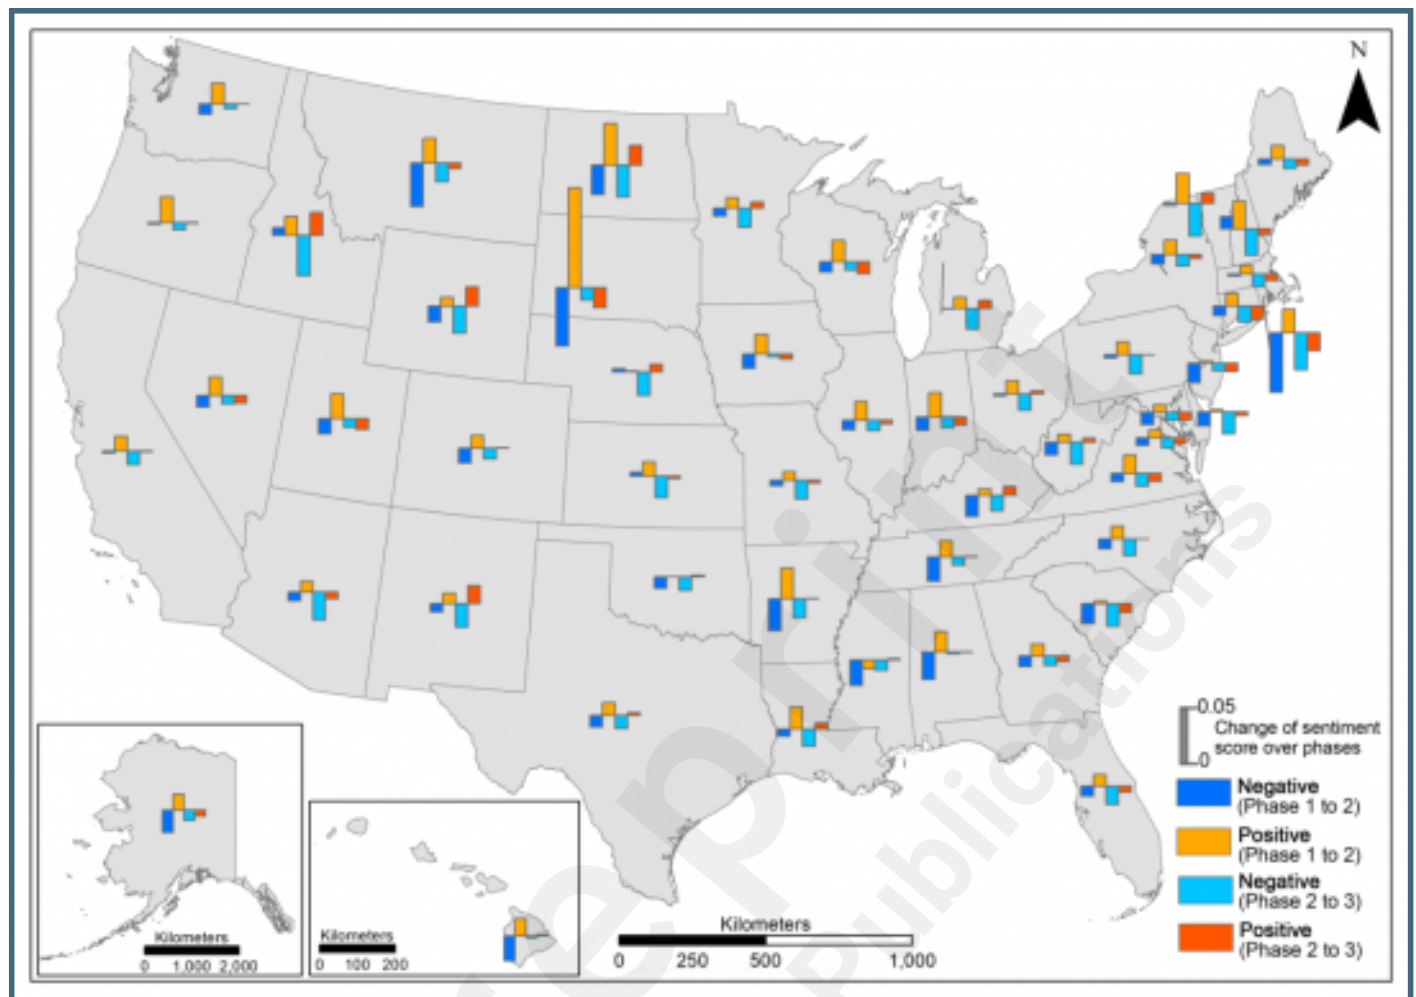 N
0.05
Change of sentiment
score over phases
0
Negative
(Phase 1 to 2)
Positive
(Phase 1 to 2)
Negative
(Phase 2 to 3)
Positive
(Phase 2 to 3)
Kilometers
0 1,000 2,000
Kilometers
0 100 200
Kilometers
0 250 500 1,000
eprint
Publications